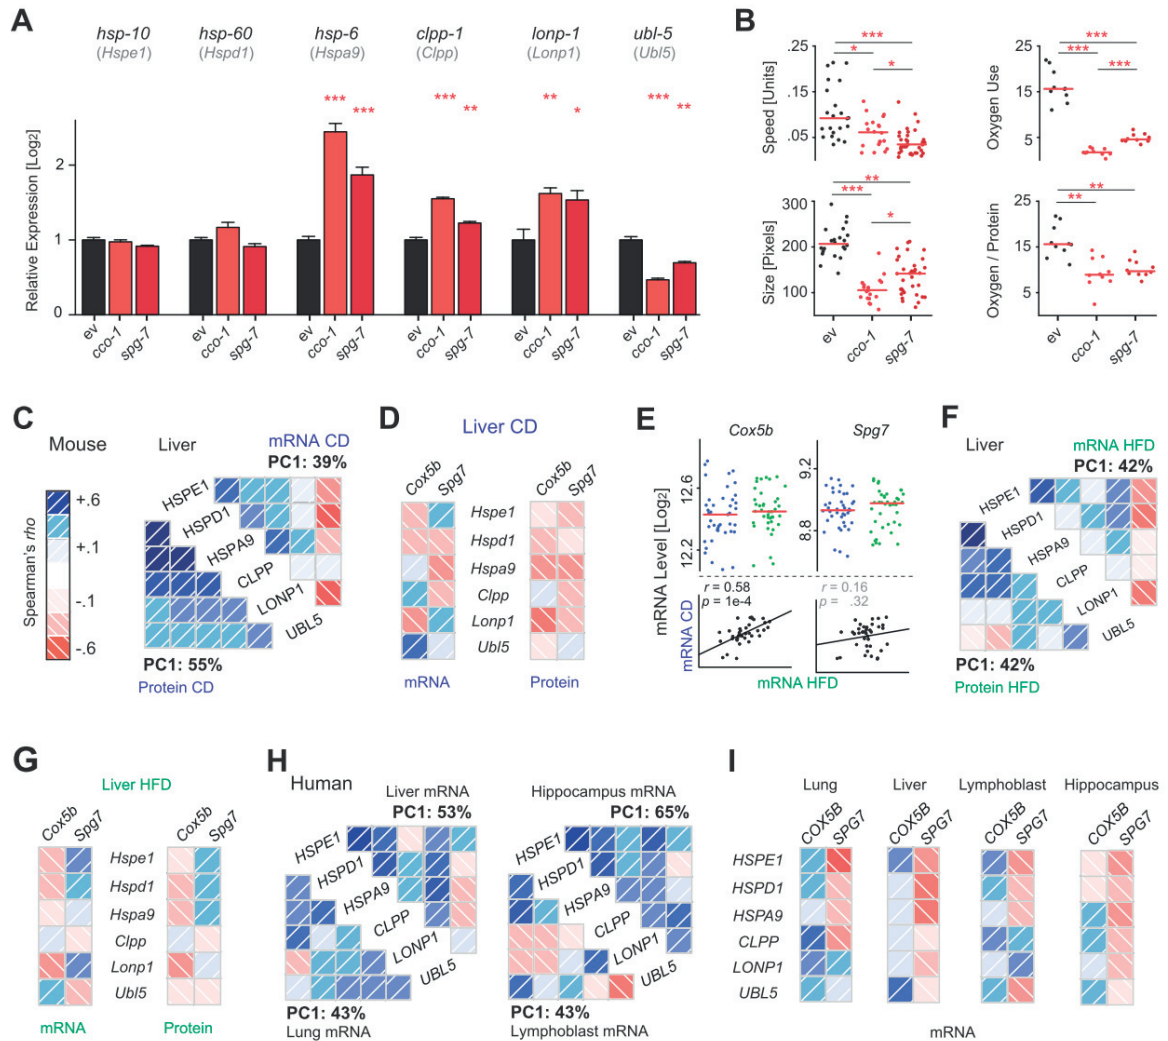 A
hsp-10 hsp-60 hsp-6 clpp-1 lonp-1 ubl-5
(Hspe1) (Hspd1) (Hspa9) (Clpp) (Lonp1) (Ubl5)
*** *** *** ** ** * *** **
Relative Expression [Log2]
2
1
0
ev cco-1 spg-7 ev cco-1 spg-7 ev cco-1 spg-7 ev cco-1 spg-7 ev cco-1 spg-7 ev cco-1 spg-7
B
***
* *
Speed [Units]
.25
.15
.05
***
*** ***
Oxygen Use
25
15
5
**
*** *
Size [Pixels]
300
200
100
ev cco-1 spg-7
**
**
Oxygen / Protein
25
15
5
ev cco-1 spg-7
C
Mouse
Spearman's rho
+.6
+.1
-.1
-.6
Liver
mRNA CD
PC1: 39%
HSPE1
HSPD1
HSPA9
CLPP
LONP1
UBL5
PC1: 55%
Protein CD
D
Liver CD
Cox5b Spg7 Cox5b Spg7
Hspe1
Hspd1
Hspa9
Clpp
Lonp1
Ubl5
mRNA Protein
E
Cox5b Spg7
mRNA Level [Log2]
12.6
12.2
9.2
8.8
r = 0.58
p = 1e-4
r = 0.16
p = .32
mRNA CD
mRNA HFD
F
Liver
mRNA HFD
PC1: 42%
HSPE1
HSPD1
HSPA9
CLPP
LONP1
UBL5
PC1: 42%
Protein HFD
G
Liver HFD
Cox5b Spg7 Cox5b Spg7
Hspe1
Hspd1
Hspa9
Clpp
Lonp1
Ubl5
mRNA Protein
H
Human
Liver mRNA
PC1: 53%
HSPE1
HSPD1
HSPA9
CLPP
LONP1
UBL5
PC1: 43%
Lung mRNA
Hippocampus mRNA
PC1: 65%
HSPE1
HSPD1
HSPA9
CLPP
LONP1
UBL5
PC1: 43%
Lymphoblast mRNA
I
Lung Liver Lymphoblast Hippocampus
COX5B SPG7 COX5B SPG7 COX5B SPG7 COX5B SPG7
HSPE1
HSPD1
HSPA9
CLPP
LONP1
UBL5
mRNA